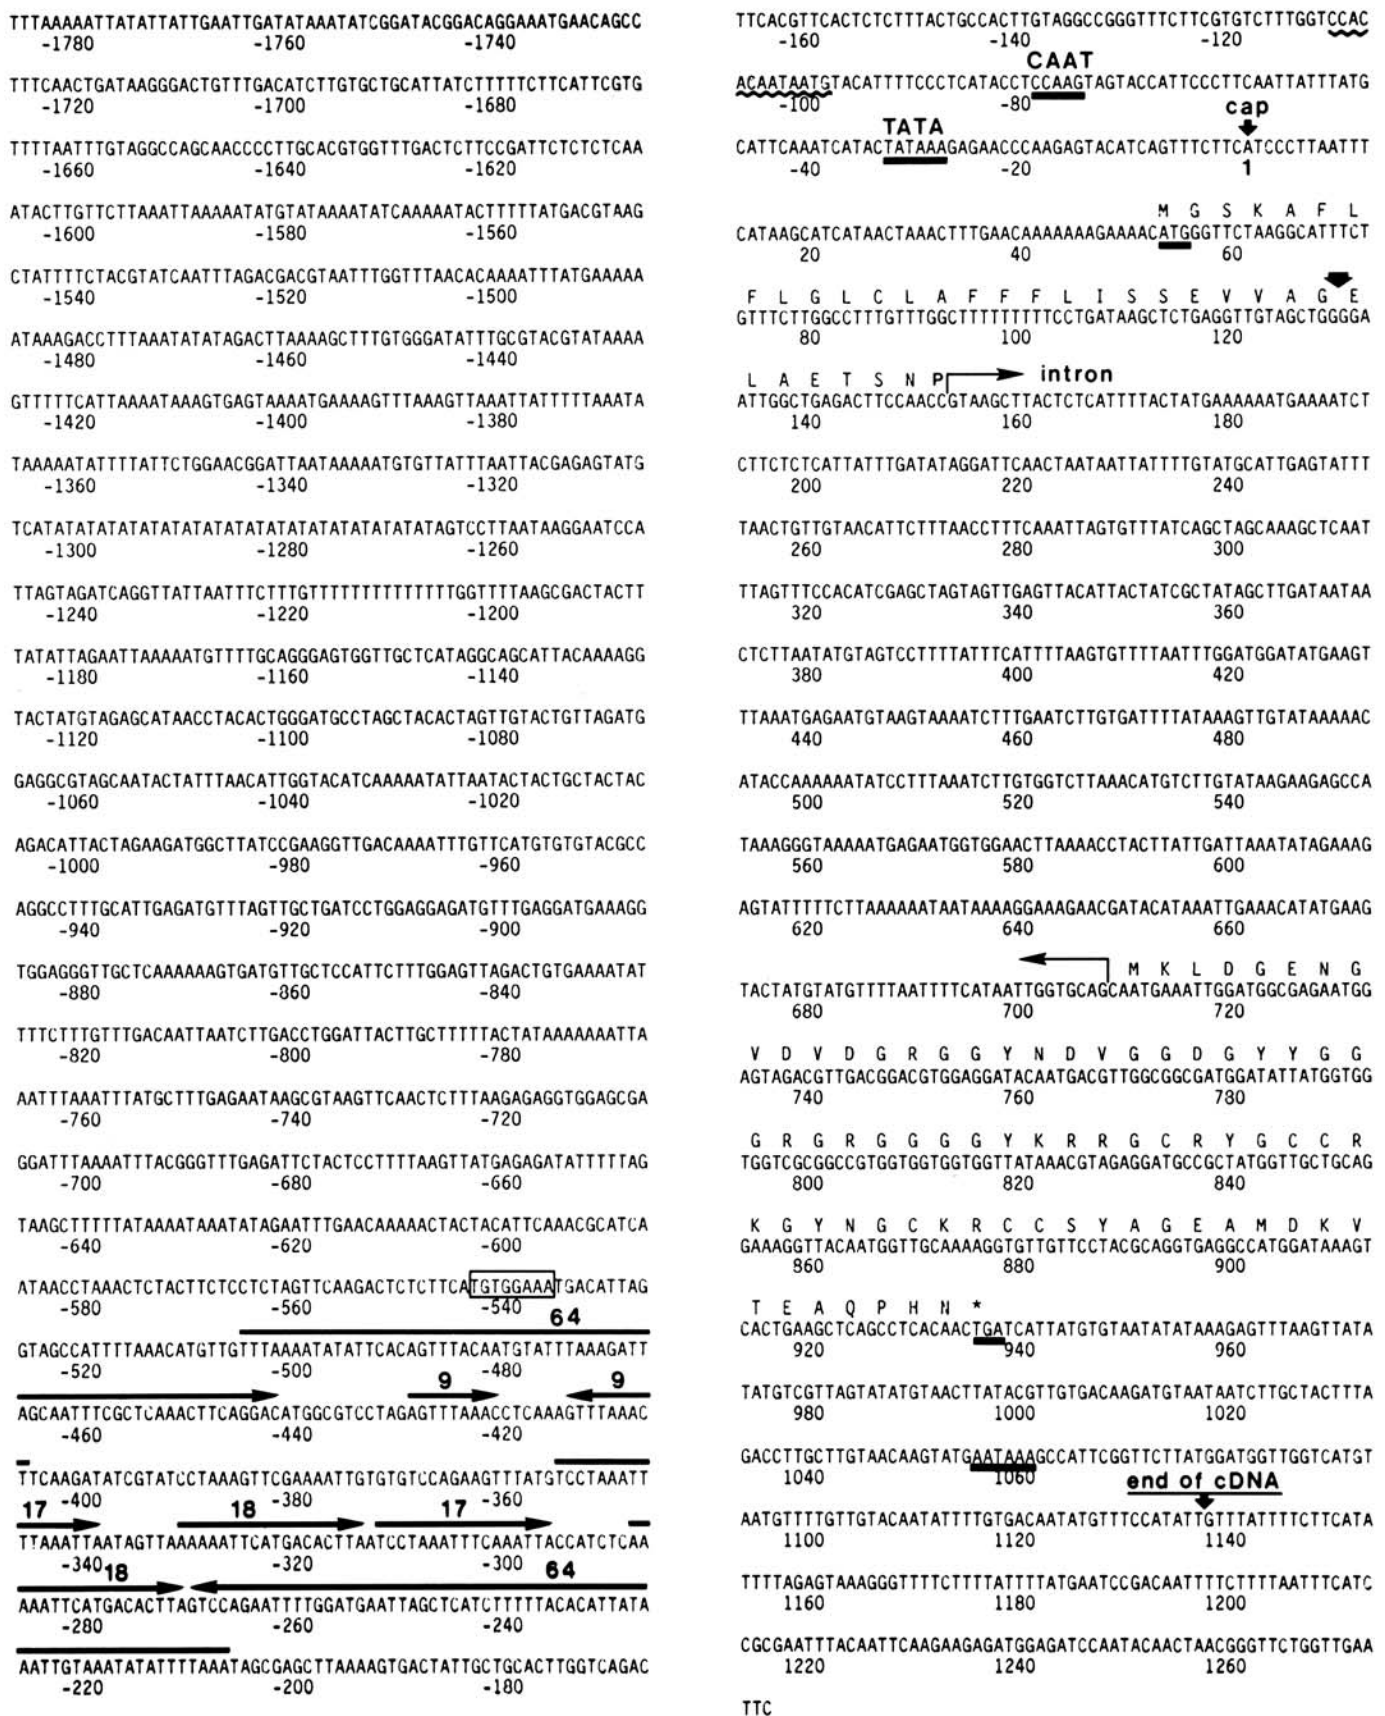 TTTAAAAATTATATTATTGAATTGATATAAATATCGGATACGGACAGGAAATGAACAGCC
-1780 -1760 -1740
TTTCAACTGATAAGGGACTGTTTGACATCTTGTGCTGCATTATCTTTTTCTTCATTCGTG
-1720 -1700 -1680
TTTTAATTTGTAGGCCAGCAACCCCTTGCACGTGGTTTGACTCTTCCGATTCTCTCTCAA
-1660 -1640 -1620
ATACTTGTTCTTAAATTAAAAATATGTATAAAATATCAAAAATACTTTTTATGACGTAAG
-1600 -1580 -1560
CTATTTTCTACGTATCAATTTAGACGACGTAATTTGGTTTAACACAAAATTTATGAAAAA
-1540 -1520 -1500
ATAAAGACCTTTAAATATATAGACTTAAAAGCTTTGTGGGATATTTGCGTACGTATAAAA
-1480 -1460 -1440
GTTTTTCATTAAAATAAAGTGAGTAAAATGAAAAGTTTAAAGTTAAATTATTTTTAAATA
-1420 -1400 -1380
TAAAAATATTTTATTCTGGAACGGATTAATAAAAATGTGTTATTTAATTACGAGAGTATG
-1360 -1340 -1320
TCATATATATATATATATATATATATATATATATATATATAGTCCTTAATAAGGAATCCA
-1300 -1280 -1260
TTAGTAGATCAGGTTATTAATTTCTTTGTTTTTTTTTTTTTTGGTTTTAAGCGACTACTT
-1240 -1220 -1200
TATATTAGAATTAAAAATGTTTTGCAGGGAGTGGTTGCTCATAGGCAGCATTACAAAAGG
-1180 -1160 -1140
TACTATGTAGAGCATAACCTACACTGGGATGCCTAGCTACACTAGTTGTACTGTTAGATG
-1120 -1100 -1080
GAGGCGTAGCAATACTATTTAACATTGGTACATCAAAAATATTAATACTACTGCTACTAC
-1060 -1040 -1020
AGACATTACTAGAAGATGGCTTATCCGAAGGTTGACAAAATTTGTTCATGTGTGTACGCC
-1000 -980 -960
AGGCCTTTGCATTGAGATGTTTAGTTGCTGATCCTGGAGGAGATGTTTGAGGATGAAAGG
-940 -920 -900
TGGAGGGTTGCTCAAAAAAGTGATGTTGCTCCATTCTTTGGAGTTAGACTGTGAAAATAT
-880 -860 -840
TTTCTTTGTTTGACAATTAATCTTGACCTGGATTACTTGCTTTTTACTATAAAAAAATTA
-820 -800 -780
AATTTAAATTTATGCTTTGAGAATAAGCGTAAGTTCAACTCTTTAAGAGAGGTGGAGCGA
-760 -740 -720
GGATTTAAAATTTACGGGTTTGAGATTCTACTCCTTTTAAGTTATGAGAGATATTTTTAG
-700 -680 -660
TAAGCTTTTTATAAAATAAATATAGAATTTGAACAAAAACTACTACATTCAAACGCATCA
-640 -620 -600
ATAACCTAAACTCTACTTCTCCTCTAGTTCAAGACTCTCTTCATGTGGAAATGACATTAG
-580 -560 -540
64
GTAGCCATTTTAAACATGTTGTTTAAAATATATTCACAGTTTACAATGTATTTAAAGATT
-520 -500 -480
9 9
AGCAATTTCGCTCAAACTTCAGGACATGGCGTCCTAGAGTTTAAACCTCAAAGTTTAAAC
-460 -440 -420
TTCAAGATATCGTATCCTAAAGTTCGAAAATTGTGTGTCCAGAAGTTTATGTCCTAAATT
-400 -380 -360
17 18 17
TTAAATTAATAGTTAAAAAATTCATGACACTTAATCCTAAATTTCAAATTACCATCTCAA
-340 -320 -300
18 64
AAATTCATGACACTTAGTCCAGAATTTTGGATGAATTAGCTCATCTTTTTACACATTATA
-280 -260 -240
AATTGTAAATATATTTTAAATAGCGAGCTTAAAAGTGACTATTGCTGCACTTGGTCAGAC
-220 -200 -180
TTCACGTTCACTCTCTTTACTGCCACTTGTAGGCCGGGTTTCTTCGTGTCTTTGGTCCAC
-160 -140 -120
CAAT
ACAATAATGTACATTTTCCCTCATACCTCCAAGTAGTACCATTCCCTTCAATTATTTATG
-100 -80
TATA cap
CATTCAAATCATACTATAAAGAGAACCCAAGAGTACATCAGTTTCTTCATCCCTTAATTT
-40 -20 1
M G S K A F L
CATAAGCATCATAACTAAACTTTGAACAAAAAAAGAAAACATGGGTTCTAAGGCATTTCT
20 40 60
F L G L C L A F F F L I S S E V V A G E
GTTTCTTGGCCTTTGTTTGGCTTTTTTTTTCCTGATAAGCTCTGAGGTTGTAGCTGGGGA
80 100 120
L A E T S N P intron
ATTGGCTGAGACTTCCAACCGTAAGCTTACTCTCATTTTACTATGAAAAAATGAAAATCT
140 160 180
CTTCTCTCATTATTTGATATAGGATTCAACTAATAATTATTTTGTATGCATTGAGTATTT
200 220 240
TAACTGTTGTAACATTCTTTAACCTTTCAAATTAGTGTTTATCAGCTAGCAAAGCTCAAT
260 280 300
TTAGTTTCCACATCGAGCTAGTAGTTGAGTTACATTACTATCGCTATAGCTTGATAATAA
320 340 360
CTCTTAATATGTAGTCCTTTTATTTCATTTTAAGTGTTTTAATTTGGATGGATATGAAGT
380 400 420
TTAAATGAGAATGTAAGTAAAATCTTTGAATCTTGTGATTTTATAAAGTTGTATAAAAAC
440 460 480
ATACCAAAAAATATCCTTTAAATCTTGTGGTCTTAAACATGTCTTGTATAAGAAGAGCCA
500 520 540
TAAAGGGTAAAAATGAGAATGGTGGAACTTAAAACCTACTTATTGATTAAATATAGAAAG
560 580 600
AGTATTTTTCTTAAAAAATAATAAAAGGAAAGAACGATACATAAATTGAAACATATGAAG
620 640 660
M K L D G E N G
TACTATGTATGTTTTAATTTTCATAATTGGTGCAGCAATGAAATTGGATGGCGAGAATGG
680 700 720
V D V D G R G G Y N D V G G D G Y Y G G
AGTAGACGTTGACGGACGTGGAGGATACAATGACGTTGGCGGCGATGGATATTATGGTGG
740 760 780
G R G R G G G G Y K R R G C R Y G C C R
TGGTCGCGGCCGTGGTGGTGGTGGTTATAAACGTAGAGGATGCCGCTATGGTTGCTGCAG
800 820 840
K G Y N G C K R C C S Y A G E A M D K V
GAAAGGTTACAATGGTTGCAAAAGGTGTTGTTCCTACGCAGGTGAGGCCATGGATAAAGT
860 880 900
T E A Q P H N *
CACTGAAGCTCAGCCTCACAACTGATCATTATGTGTAATATATAAAGAGTTTAAGTTATA
920 940 960
TATGTCGTTAGTATATGTAACTTATACGTTGTGACAAGATGTAATAATCTTGCTACTTTA
980 1000 1020
GACCTTGCTTGTAACAAGTATGAATAAAGCCATTCGGTTCTTATGGATGGTTGGTCATGT
1040 1060
end of cDNA
AATGTTTTGTTGTACAATATTTTGTGACAATATGTTTCCATATTGTTTATTTTCTTCATA
1100 1120 1140
TTTTAGAGTAAAGGGTTTTCTTTTATTTTATGAATCCGACAATTTTCTTTTAATTTCATC
1160 1180 1200
CGCGAATTTACAATTCAAGAAGAGATGGAGATCCAATACAACTAACGGGTTCTGGTTGAA
1220 1240 1260
TTC